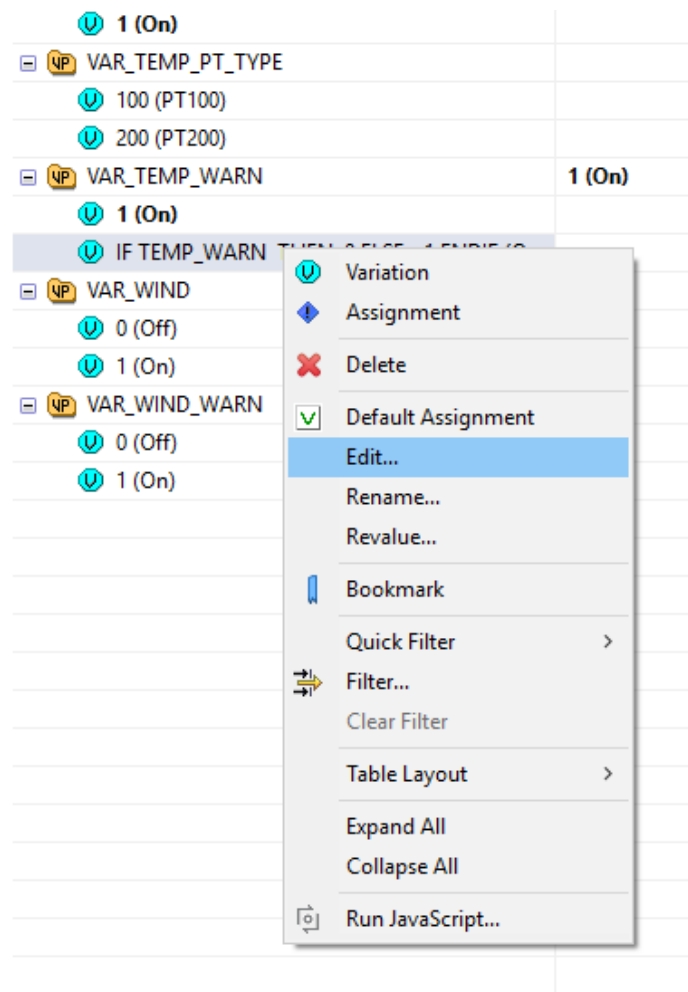 1 (On)
VAR_TEMP_PT_TYPE
100 (PT100)
200 (PT200)
VAR_TEMP_WARN 1 (On)
1 (On)
IF TEMP_WARN THEN
VAR_WIND
0 (Off)
1 (On)
VAR_WIND_WARN
0 (Off)
1 (On)
Variation
Assignment
Delete
Default Assignment
Edit...
Rename...
Revalue...
Bookmark
Quick Filter
Filter...
Clear Filter
Table Layout
Expand All
Collapse All
Run JavaScript...